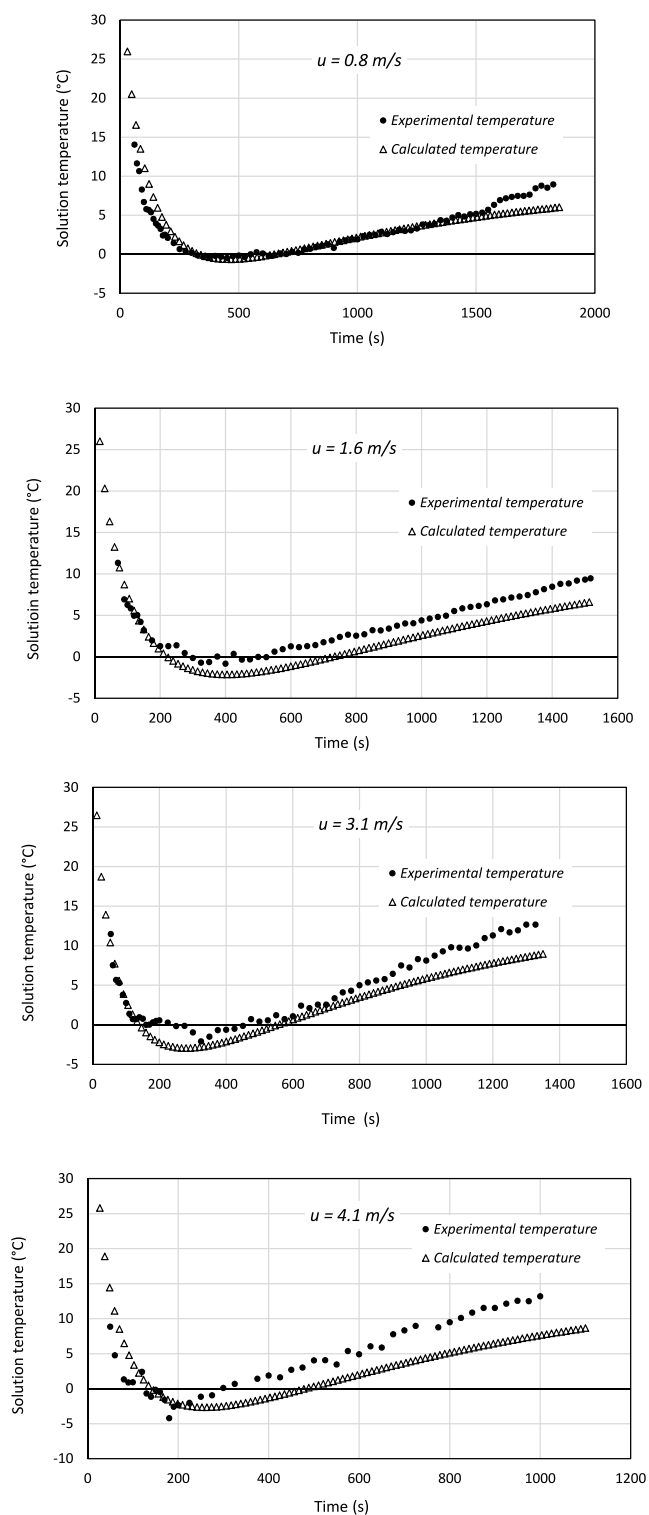 30
25
20
15
10
5
0
-5
Solution temperature (°C)
u = 0.8 m/s
Experimental temperature
Calculated temperature
0 500 1000 1500 2000
Time (s)
30
25
20
15
10
5
0
-5
Solutioin temperature (°C)
u = 1.6 m/s
Experimental temperature
Calculated temperature
0 200 400 600 800 1000 1200 1400 1600
Time (s)
30
25
20
15
10
5
0
-5
Solution temperature (°C)
u = 3.1 m/s
Experimental temperature
Calculated temperature
0 200 400 600 800 1000 1200 1400 1600
Time (s)
30
25
20
15
10
5
0
-5
-10
Solution temperature (°C)
u = 4.1 m/s
Experimental temperature
Calculated temperature
0 200 400 600 800 1000 1200
Time (s)